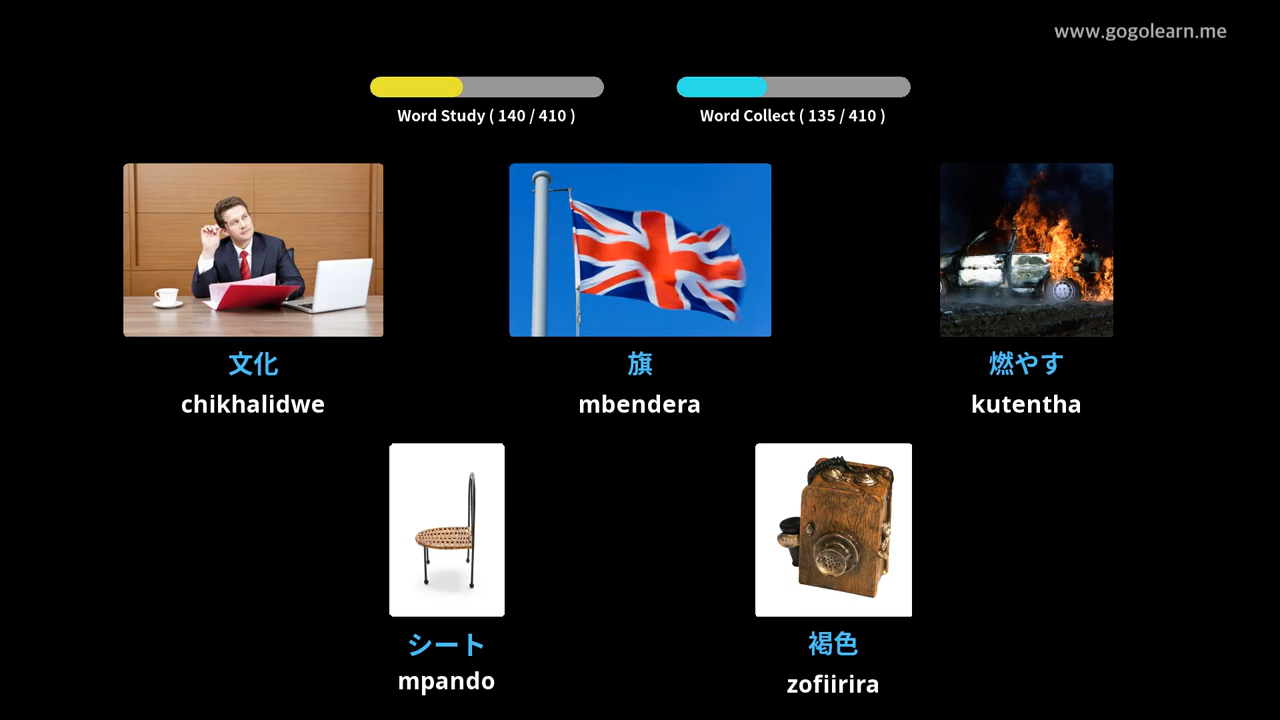 www.gogolearn.me
Word Study ( 140 / 410 )
Word Collect ( 135 / 410 )
文化
chikhalidwe
旗
mbendera
燃やす
kutentha
シート
mpando
褐色
zofiirira